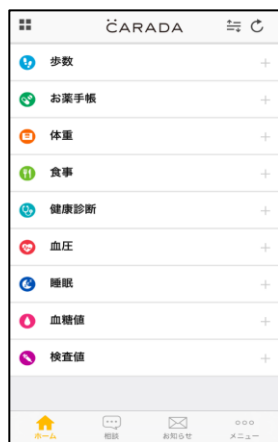 CARADA
歩数
お薬手帳
体重
食事
健康診断
血圧
睡眠
血糖値
検査値
ホーム
相談
お知らせ
メニュー